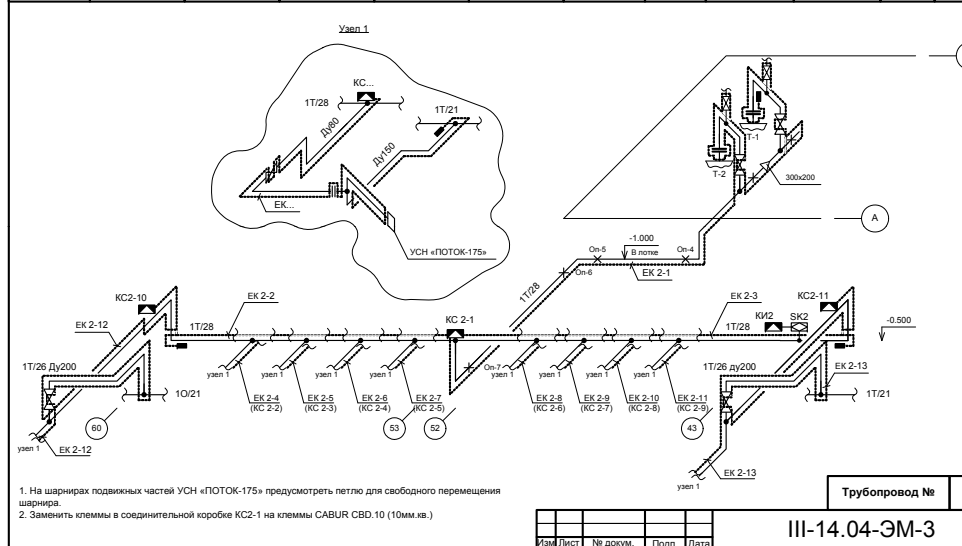 Узел 1
КС...
1Т/28
1Т/21
Ду80
Ду150
ЕК...
УСН «ПОТОК-175»
Т-1
Т-2
300х200
А
-1.000
В лотке
Оп-5
Оп-4
Оп-6
ЕК 2-1
1Т/28
КС2-10
ЕК 2-2
КС 2-1
ЕК 2-3
КС2-11
ЕК 2-12
1Т/28
1Т/28
КИ2
SK2
-0.500
1Т/26 Ду200
узел 1
узел 1
узел 1
узел 1
Оп-7
узел 1
узел 1
узел 1
узел 1
1Т/26 ду200
ЕК 2-13
1О/21
ЕК 2-4
(КС 2-2)
ЕК 2-5
(КС 2-3)
ЕК 2-6
(КС 2-4)
ЕК 2-7
(КС 2-5)
ЕК 2-8
(КС 2-6)
ЕК 2-9
(КС 2-7)
ЕК 2-10
(КС 2-8)
ЕК 2-11
(КС 2-9)
1Т/21
60
53
52
43
узел 1
ЕК 2-12
узел 1
ЕК 2-13
1. На шарнирах подвижных частей УСН «ПОТОК-175» предусмотреть петлю для свободного перемещения
шарнира.
2. Заменить клеммы в соединительной коробке КС2-1 на клеммы CABUR CBD.10 (10мм.кв.)
Трубопровод №
III-14.04-ЭМ-3
Изм Лист № докум. Подп. Дата